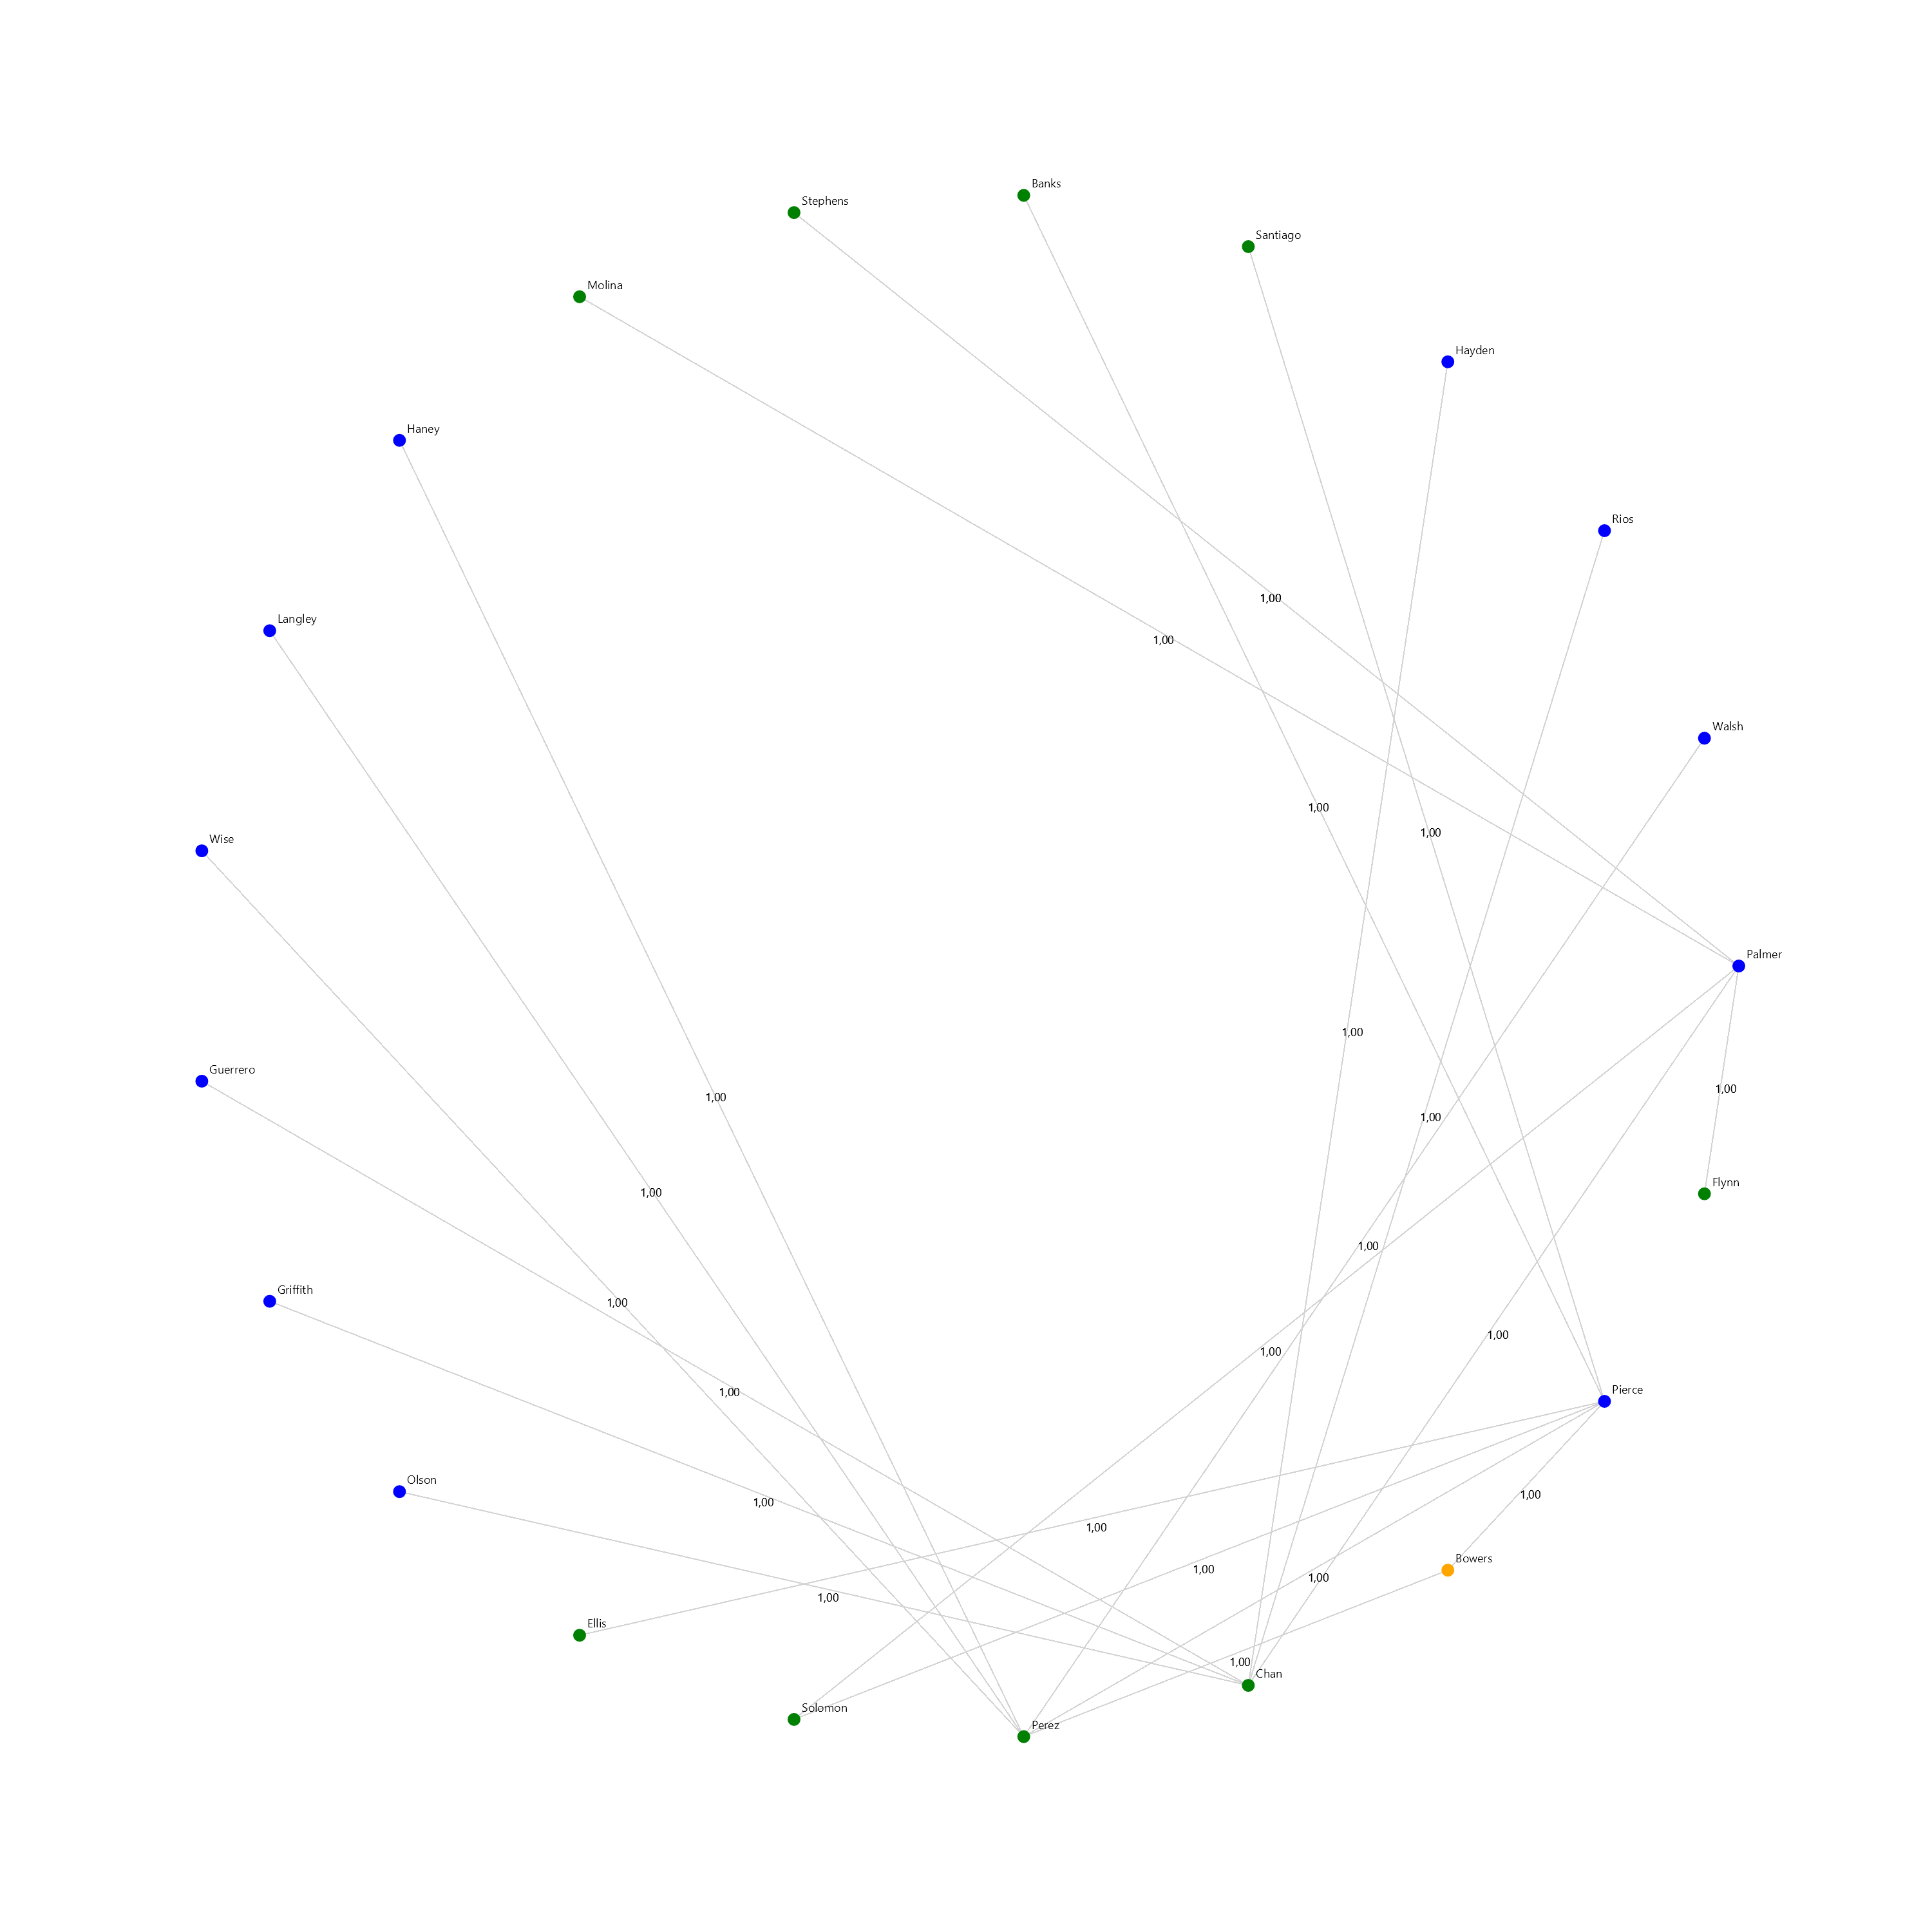 Banks
Stephens
Santiago
Molina
Hayden
Haney
Rios
1,00
Langley
1,00
Walsh
1,00
1,00
Wise
Palmer
1,00
Guerrero
1,00
1,00
1,00
Flynn
1,00
1,00
Griffith
1,00
1,00
1,00
Pierce
1,00
Olson
1,00
1,00
1,00
Bowers
1,00
1,00
1,00
Ellis
1,00
Chan
Solomon
Perez